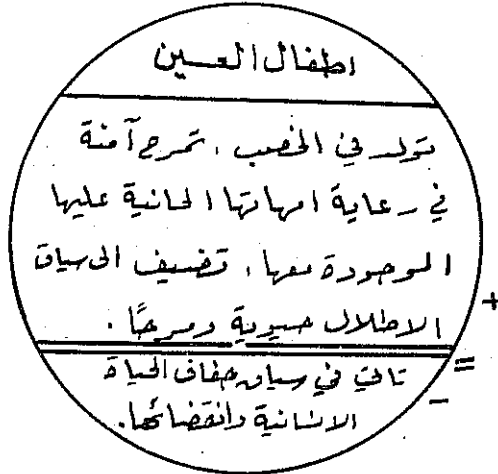 اطفال العين
تولد في الخصب ، تمرح آمنة
في رعاية امهاتها الحانية عليها
الموجودة معها ، تضيف الى سياق
الاطلال حيوية ومرحًا .
+
تاتي في سياق جفاف الحياة
=
الانسانية وانقضائها.
-